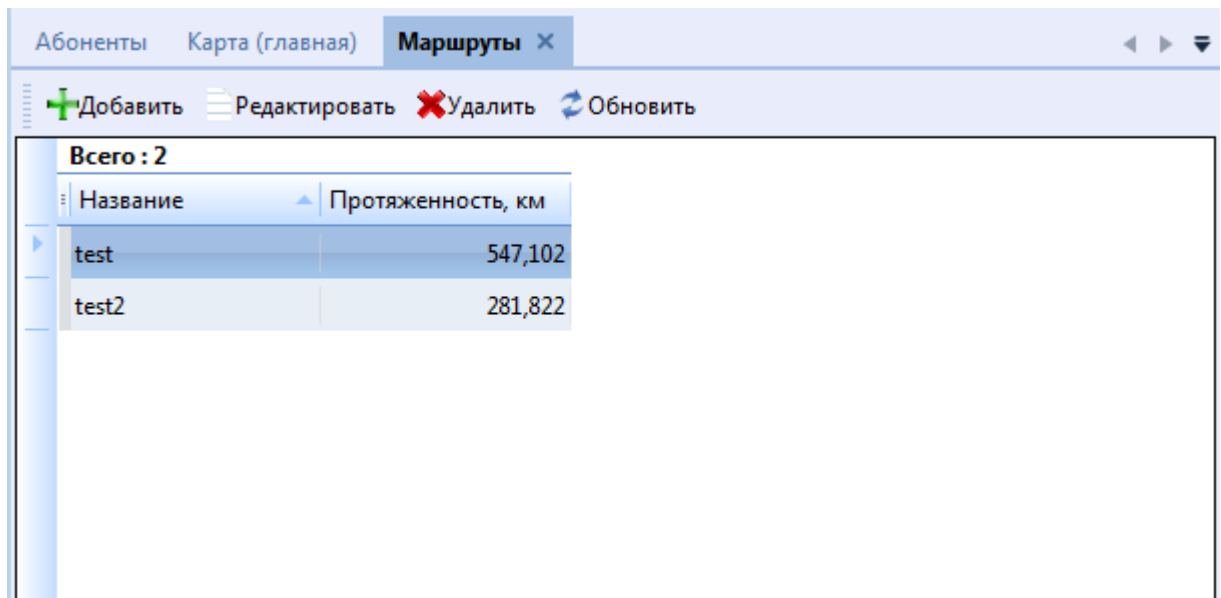 Абоненты Карта (главная) Маршруты
Добавить Редактировать Удалить Обновить
Всего : 2
Название Протяженность, км
test 547,102
test2 281,822